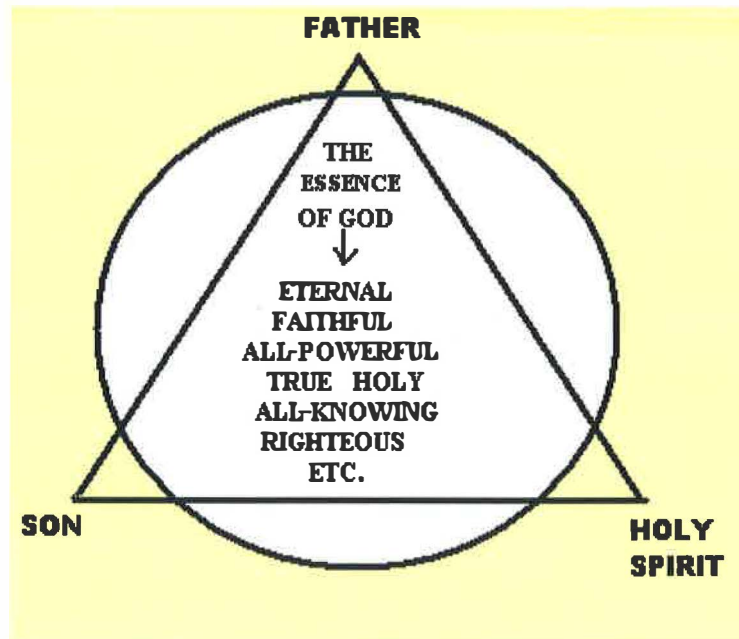 FATHER
THE
ESSENCE
OF GOD
ETERNAL
FAITHFUL
ALL-POWERFUL
TRUE HOLY
ALL-KNOWING
RIGHTEOUS
ETC.
SON
HOLY
SPIRIT